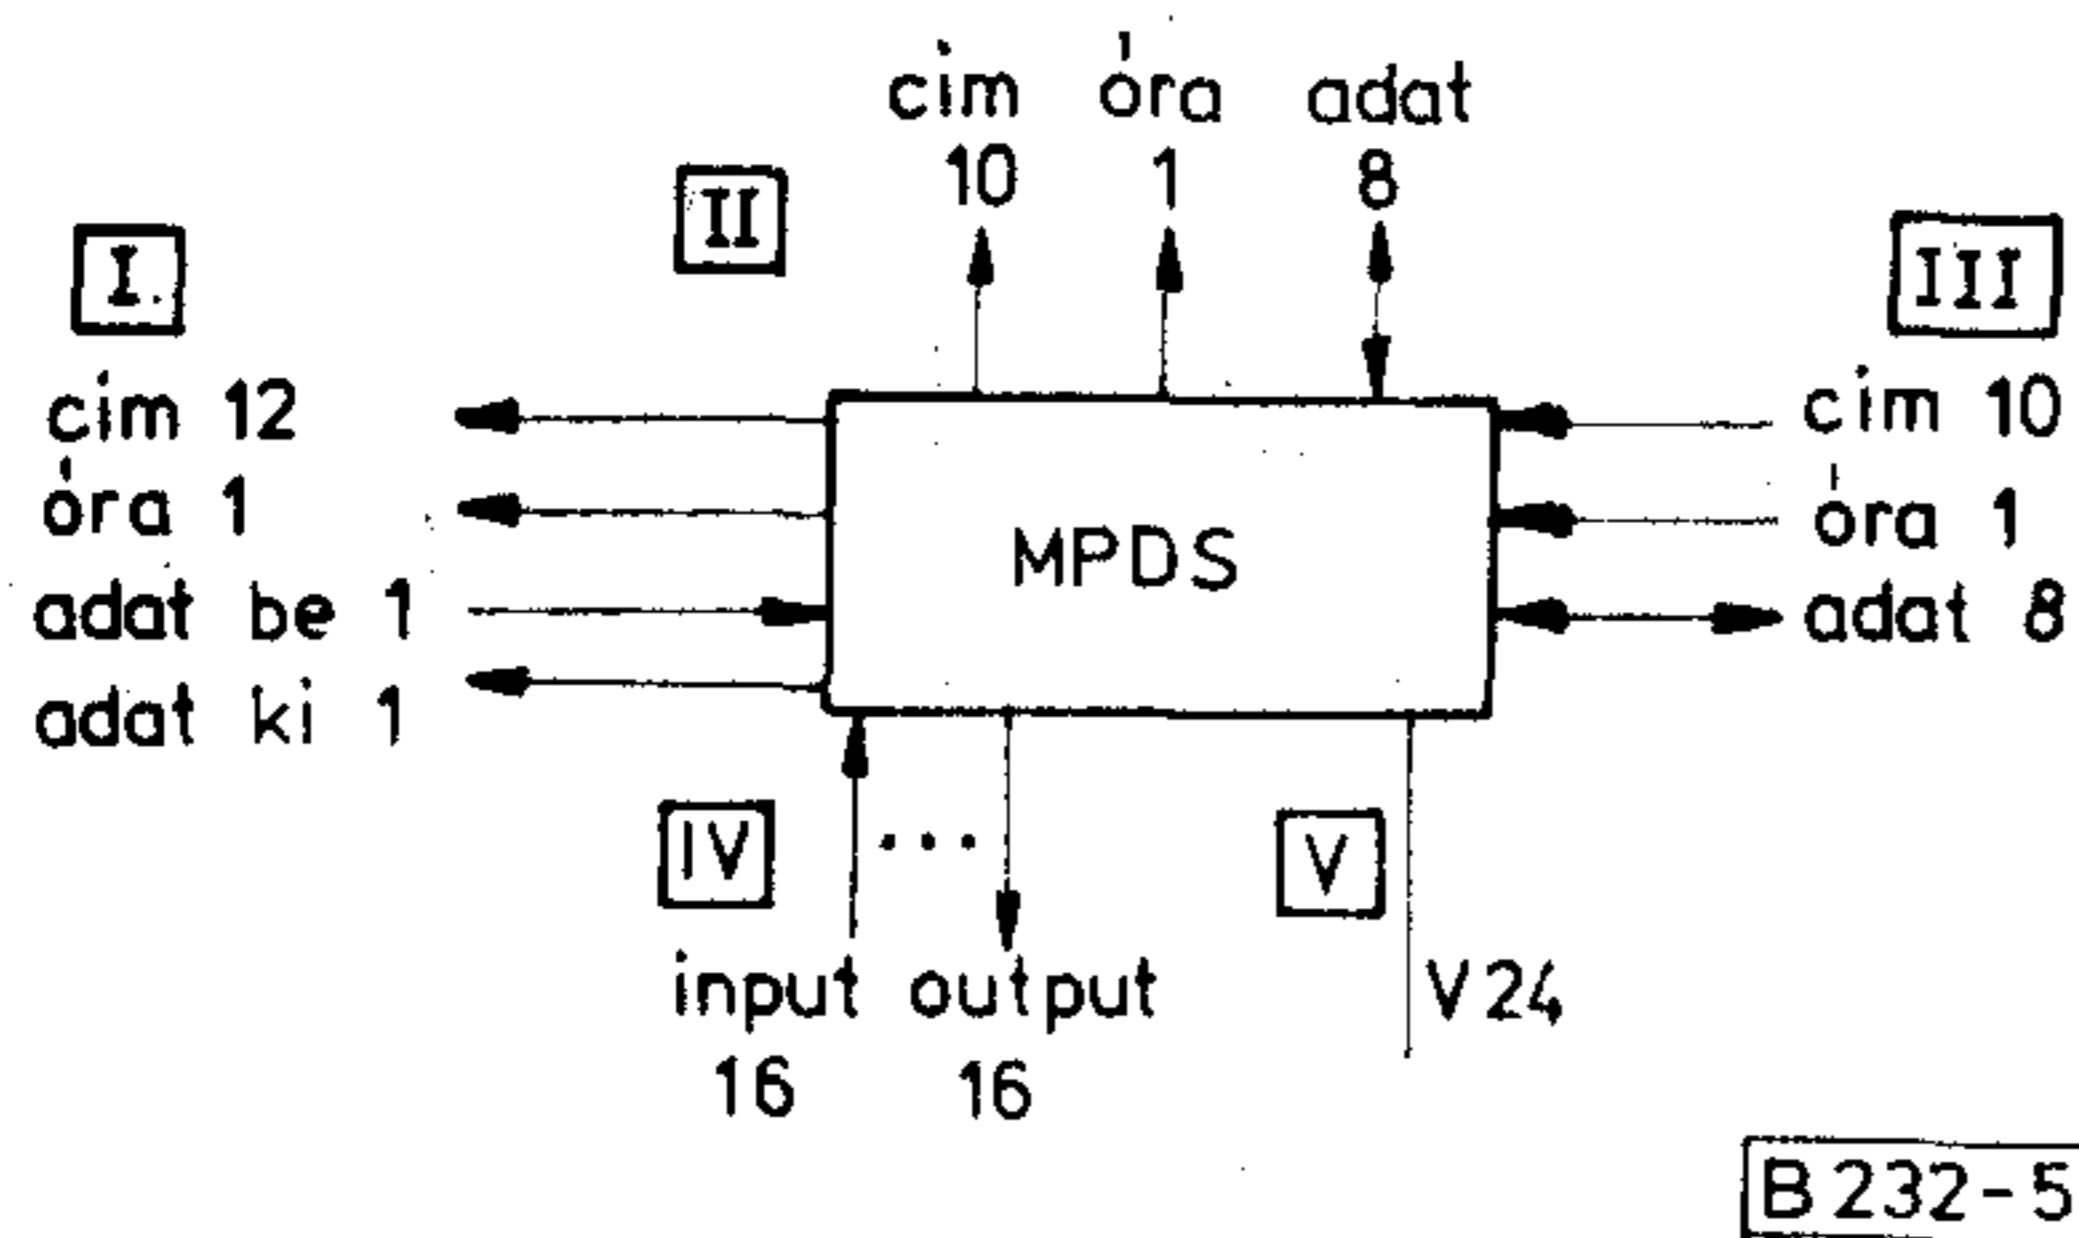 I
cim 12
óra 1
adat be 1
adat ki 1
II
cim óra adat
10 1 8
III
cim 10
óra 1
adat 8
MPDS
IV
...
input output
16 16
V
V24
B 232-5